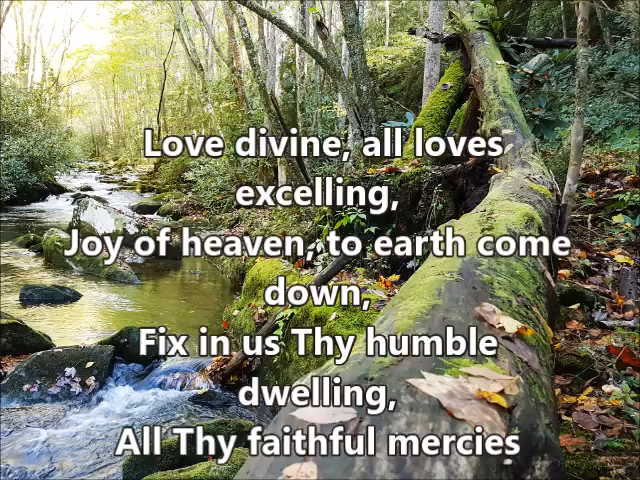 Love divine, all loves
excelling,
Joy of heaven, to earth come
down,
Fix in us Thy humble
dwelling,
All Thy faithful mercies